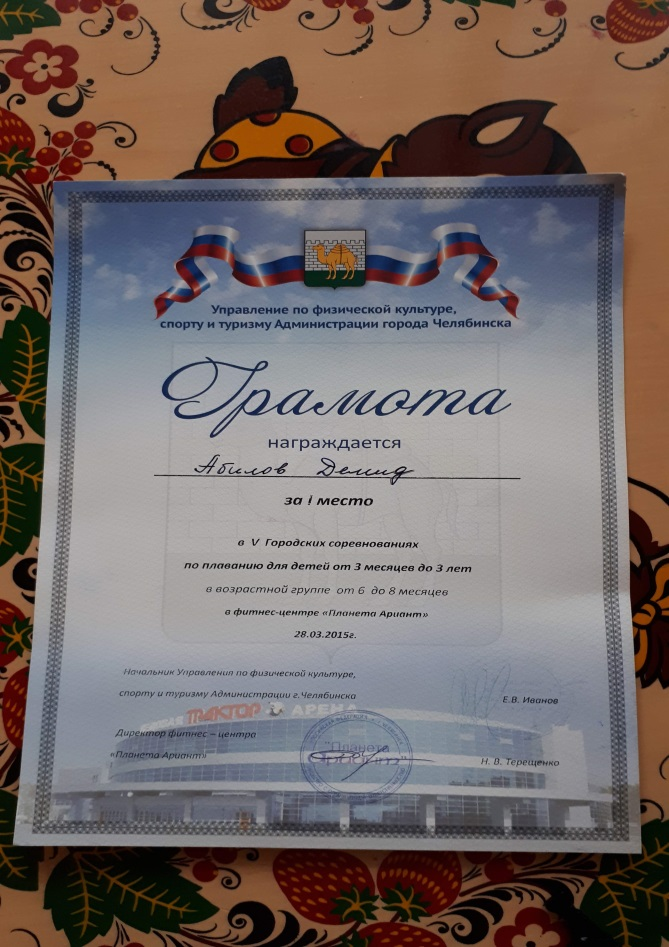 Управление по физической культуре,
спорту и туризму Администрации города Челябинска
Грамота
награждается
Абилов Демид
за I место
в V Городских соревнованиях
по плаванию для детей от 3 месяцев до 3 лет
в возрастной группе от 6 до 8 месяцев
в фитнес-центре «Планета Ариант»
28.03.2015г.
Начальник Управления по физической культуре,
спорту и туризму Администрации г.Челябинска
Е.В. Иванов
ТРАКТОР АРЕНА
Директор фитнес – центра
«Планета Ариант»
Н. В. Терещенко
"Планета